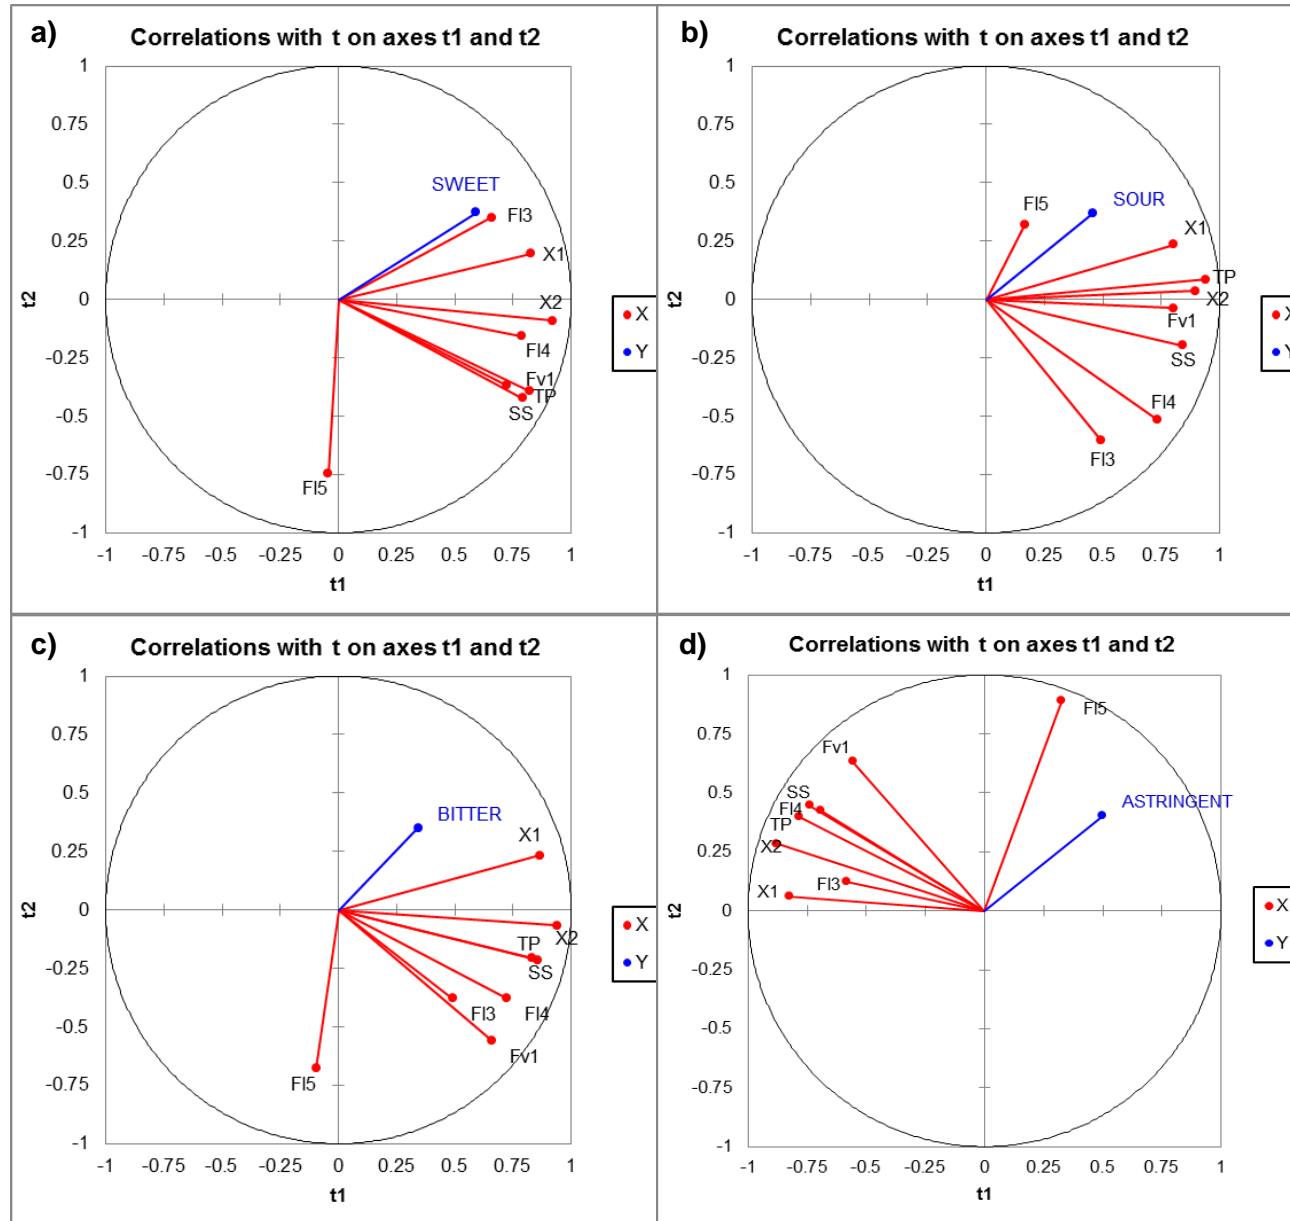 a)
Correlations with t on axes t1 and t2
1
0.75
0.5
0.25
0
-0.25
-0.5
-0.75
-1
t2
SWEET
Fl3
X1
X2
Fl4
Fv1
TP
SS
Fl5
-1 -0.75 -0.5 -0.25 0 0.25 0.5 0.75 1
t1
X
Y
b)
Correlations with t on axes t1 and t2
1
0.75
0.5
0.25
0
-0.25
-0.5
-0.75
-1
t2
Fl5
SOUR
X1
TP
X2
Fv1
SS
Fl4
Fl3
-1 -0.75 -0.5 -0.25 0 0.25 0.5 0.75 1
t1
X
Y
c)
Correlations with t on axes t1 and t2
1
0.75
0.5
0.25
0
-0.25
-0.5
-0.75
-1
t2
BITTER
X1
X2
TP
SS
Fl3
Fl4
Fv1
Fl5
-1 -0.75 -0.5 -0.25 0 0.25 0.5 0.75 1
t1
X
Y
d)
Correlations with t on axes t1 and t2
1
0.75
0.5
0.25
0
-0.25
-0.5
-0.75
-1
t2
Fl5
Fv1
ASTRINGENT
SS
Fl4
TP
X2
Fl3
X1
-1 -0.75 -0.5 -0.25 0 0.25 0.5 0.75 1
t1
X
Y